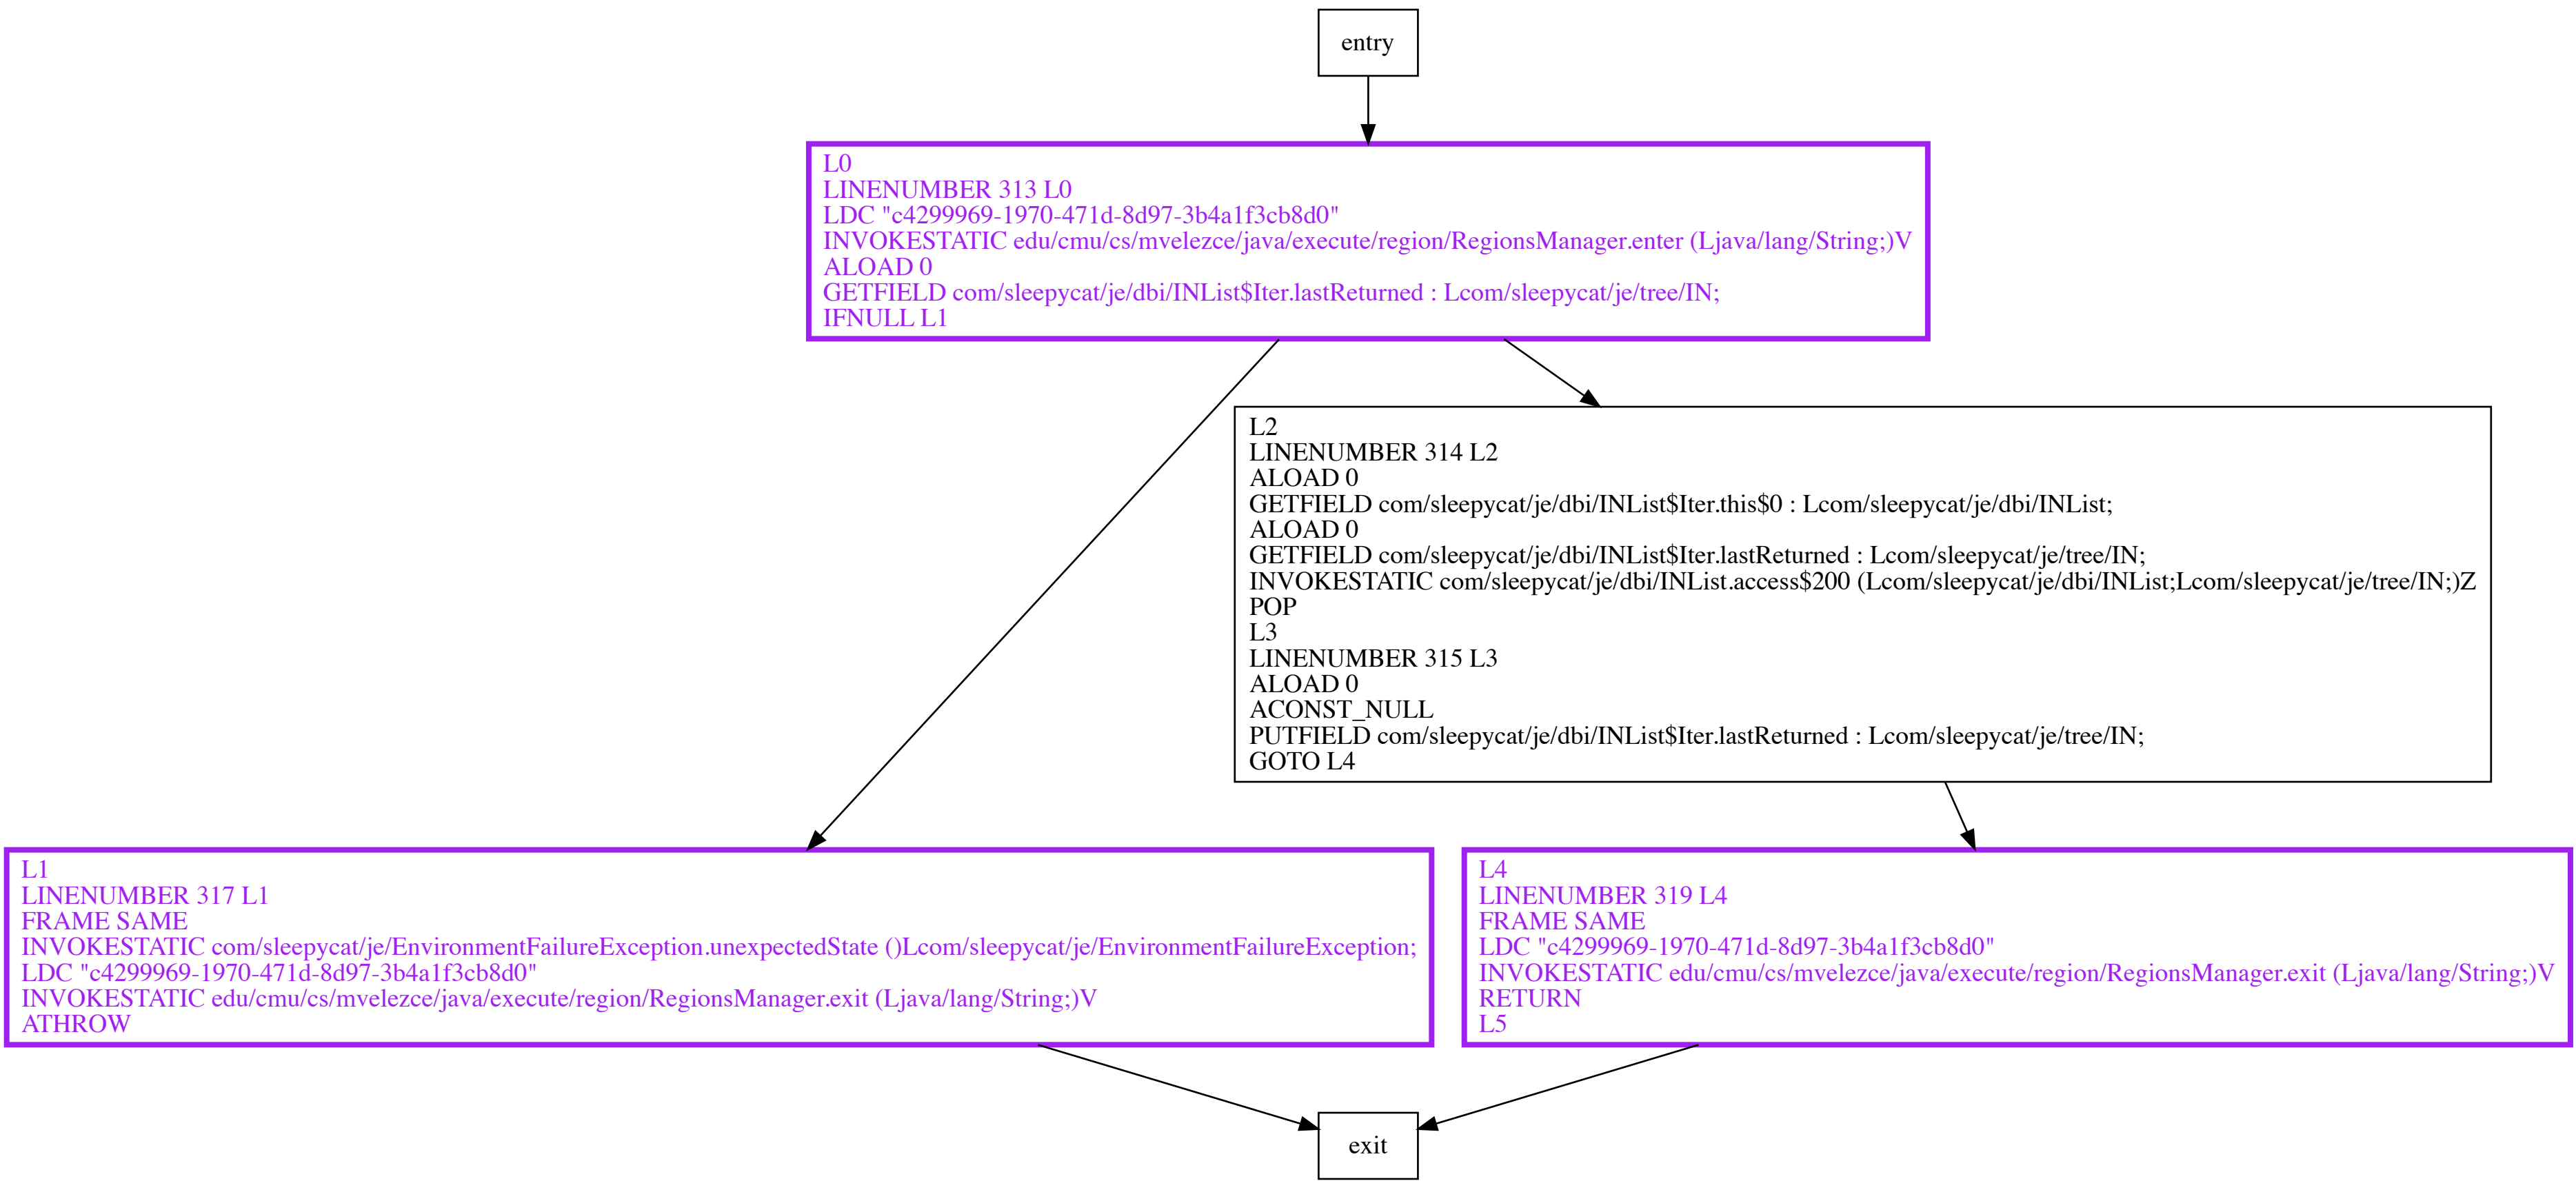 entry
L0
LINENUMBER 313 L0
LDC "c4299969-1970-471d-8d97-3b4a1f3cb8d0"
INVOKESTATIC edu/cmu/cs/mvelezce/java/execute/region/RegionsManager.enter (Ljava/lang/String;)V
ALOAD 0
GETFIELD com/sleepycat/je/dbi/INList$Iter.lastReturned : Lcom/sleepycat/je/tree/IN;
IFNULL L1
L2
LINENUMBER 314 L2
ALOAD 0
GETFIELD com/sleepycat/je/dbi/INList$Iter.this$0 : Lcom/sleepycat/je/dbi/INList;
ALOAD 0
GETFIELD com/sleepycat/je/dbi/INList$Iter.lastReturned : Lcom/sleepycat/je/tree/IN;
INVOKESTATIC com/sleepycat/je/dbi/INList.access$200 (Lcom/sleepycat/je/dbi/INList;Lcom/sleepycat/je/tree/IN;)Z
POP
L3
LINENUMBER 315 L3
ALOAD 0
ACONST_NULL
PUTFIELD com/sleepycat/je/dbi/INList$Iter.lastReturned : Lcom/sleepycat/je/tree/IN;
GOTO L4
L1
LINENUMBER 317 L1
FRAME SAME
INVOKESTATIC com/sleepycat/je/EnvironmentFailureException.unexpectedState ()Lcom/sleepycat/je/EnvironmentFailureException;
LDC "c4299969-1970-471d-8d97-3b4a1f3cb8d0"
INVOKESTATIC edu/cmu/cs/mvelezce/java/execute/region/RegionsManager.exit (Ljava/lang/String;)V
ATHROW
L4
LINENUMBER 319 L4
FRAME SAME
LDC "c4299969-1970-471d-8d97-3b4a1f3cb8d0"
INVOKESTATIC edu/cmu/cs/mvelezce/java/execute/region/RegionsManager.exit (Ljava/lang/String;)V
RETURN
L5
exit